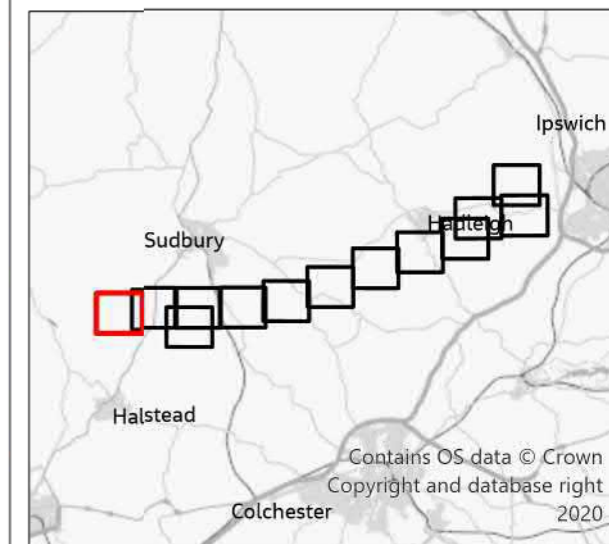 Ipswich
Hadleigh
Sudbury
Halstead
Contains OS data © Crown
Copyright and database right
2020
Colchester